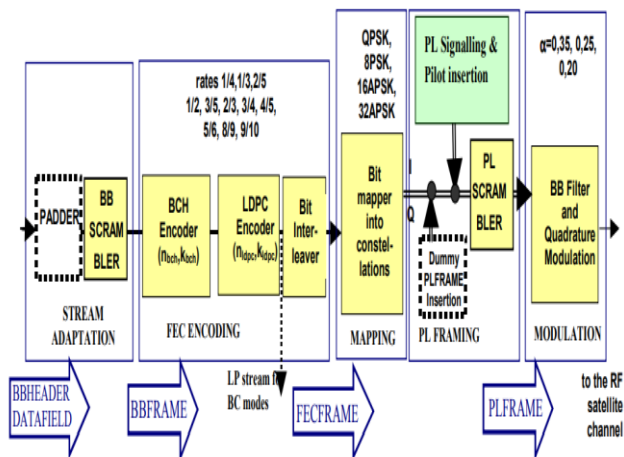 rates 1/4,1/3,2/5
1/2, 3/5, 2/3, 3/4, 4/5,
5/6, 8/9, 9/10
QPSK,
8PSK,
16APSK,
32APSK
PL Signalling &
Pilot insertion
α=0,35, 0,25,
0,20
PADDER
BB
SCRAM
BLER
BCH
Encoder
(nbch,kbch)
LDPC
Encoder
(nldpc,kldpc)
Bit
Inter-
leaver
Bit
mapper
into
constel-
lations
I
Q
PL
SCRAM
BLER
Dummy
PLFRAME
Insertion
BB Filter
and
Quadrature
Modulation
STREAM
ADAPTATION
FEC ENCODING
MAPPING
PL FRAMING
MODULATION
LP stream for
BC modes
BBHEADER
DATAFIELD
BBFRAME
FECFRAME
PLFRAME
to the RF
satellite
channel